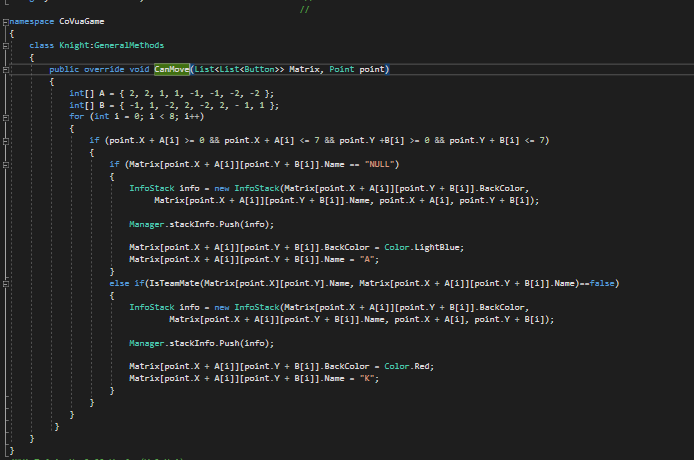 //
namespace CoVuaGame
{
class Knight:GeneralMethods
{
public override void CanMove(List<List<Button>> Matrix, Point point)
{
int[] A = { 2, 2, 1, 1, -1, -1, -2, -2 };
int[] B = { -1, 1, -2, 2, -2, 2, - 1, 1 };
for (int i = 0; i < 8; i++)
{
if (point.X + A[i] >= 0 && point.X + A[i] <= 7 && point.Y +B[i] >= 0 && point.Y + B[i] <= 7)
{
if (Matrix[point.X + A[i]][point.Y + B[i]].Name == "NULL")
{
InfoStack info = new InfoStack(Matrix[point.X + A[i]][point.Y + B[i]].BackColor,
Matrix[point.X + A[i]][point.Y + B[i]].Name, point.X + A[i], point.Y + B[i]);
Manager.stackInfo.Push(info);
Matrix[point.X + A[i]][point.Y + B[i]].BackColor = Color.LightBlue;
Matrix[point.X + A[i]][point.Y + B[i]].Name = "A";
}
else if(IsTeamMate(Matrix[point.X][point.Y].Name, Matrix[point.X + A[i]][point.Y + B[i]].Name)==false)
{
InfoStack info = new InfoStack(Matrix[point.X + A[i]][point.Y + B[i]].BackColor,
Matrix[point.X + A[i]][point.Y + B[i]].Name, point.X + A[i], point.Y + B[i]);
Manager.stackInfo.Push(info);
Matrix[point.X + A[i]][point.Y + B[i]].BackColor = Color.Red;
Matrix[point.X + A[i]][point.Y + B[i]].Name = "K";
}
}
}
}
}
}